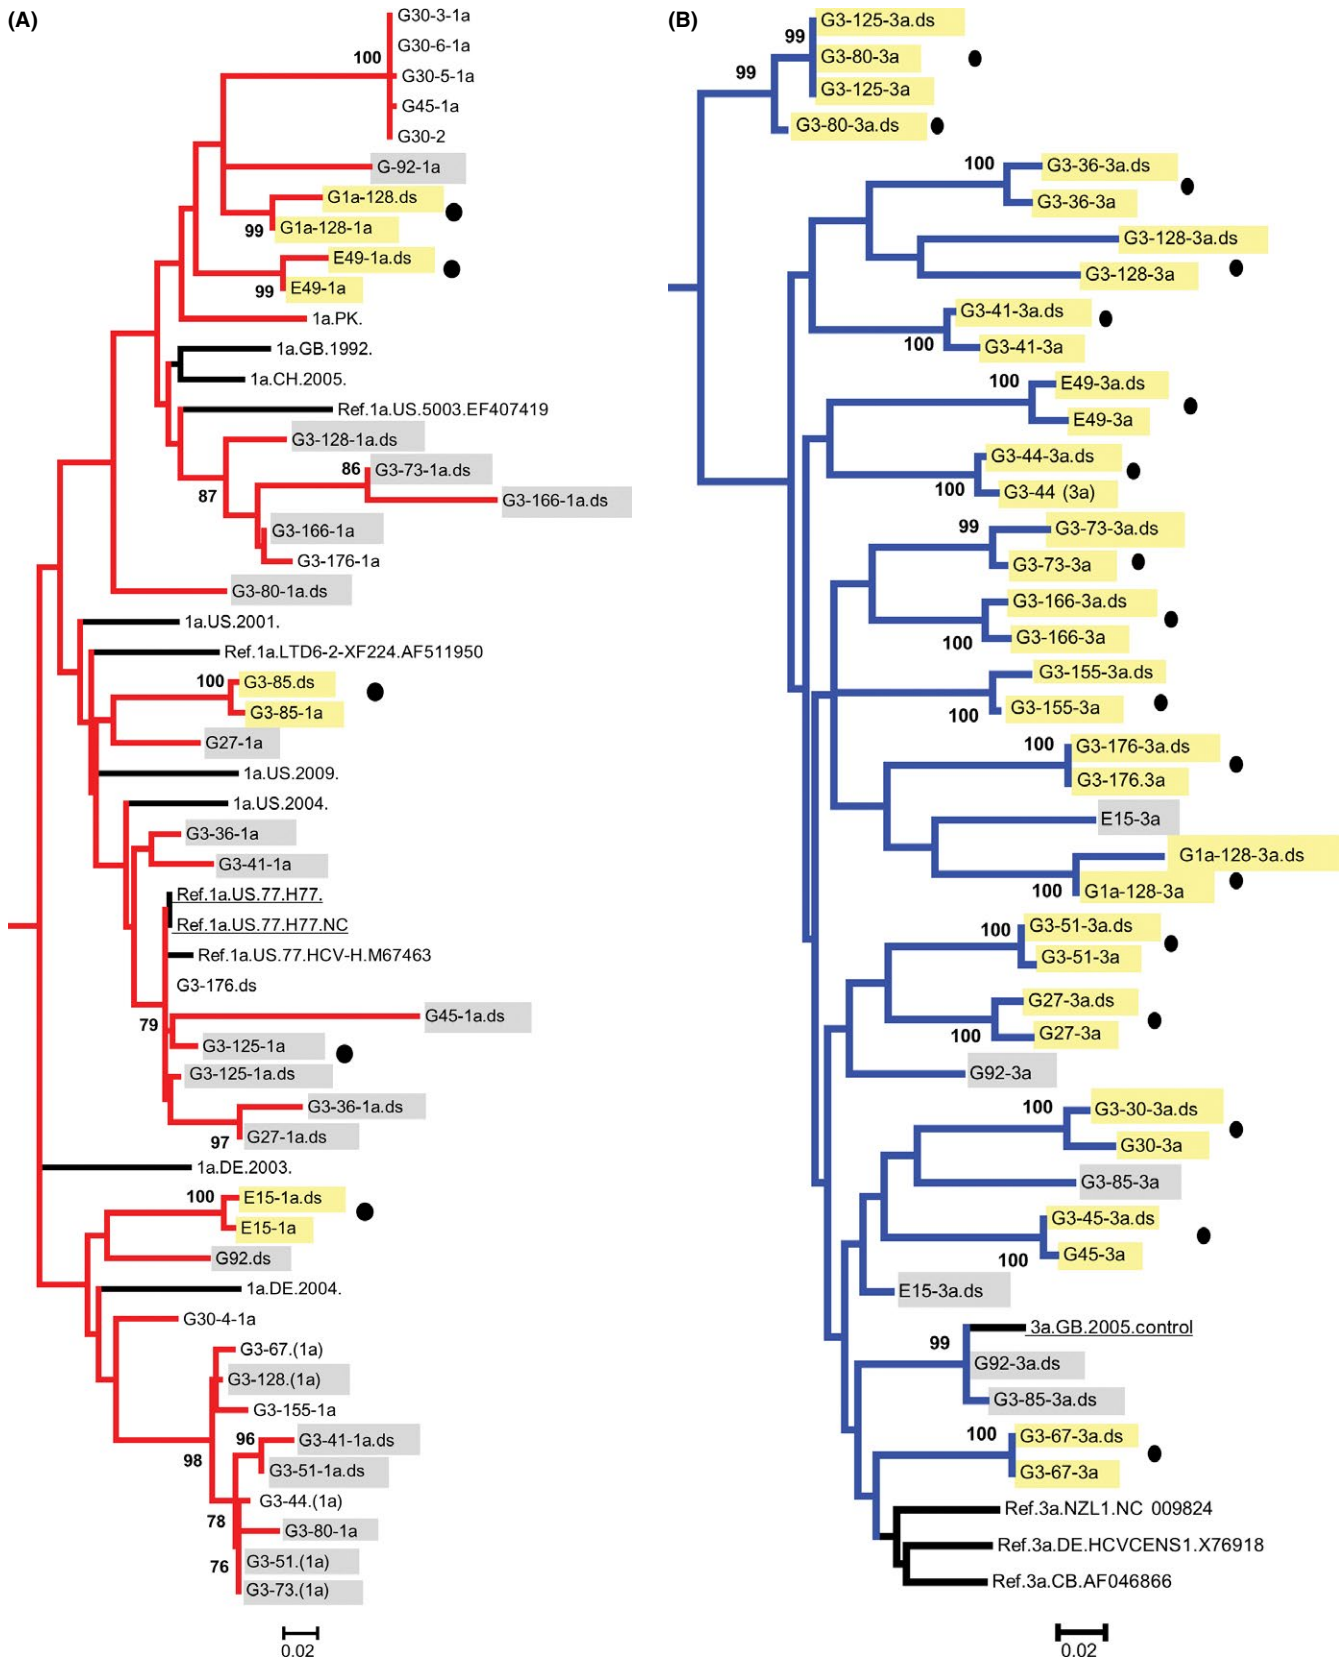 (A)
G30-3-1a
G30-6-1a
100
G30-5-1a
G45-1a
G30-2
G-92-1a
G1a-128.ds
99
G1a-128-1a
E49-1a.ds
99
E49-1a
1a.PK.
1a.GB.1992.
1a.CH.2005.
Ref.1a.US.5003.EF407419
G3-128-1a.ds
86
G3-73-1a.ds
87
G3-166-1a.ds
G3-166-1a
G3-176-1a
G3-80-1a.ds
1a.US.2001.
Ref.1a.LTD6-2-XF224.AF511950
100
G3-85.ds
G3-85-1a
G27-1a
1a.US.2009.
1a.US.2004.
G3-36-1a
G3-41-1a
Ref.1a.US.77.H77.
Ref.1a.US.77.H77.NC
Ref.1a.US.77.HCV-H.M67463
G3-176.ds
79
G45-1a.ds
G3-125-1a
G3-125-1a.ds
G3-36-1a.ds
97
G27-1a.ds
1a.DE.2003.
100
E15-1a.ds
E15-1a
G92.ds
1a.DE.2004.
G30-4-1a
G3-67.(1a)
G3-128.(1a)
G3-155-1a
96
G3-41-1a.ds
98
G3-51-1a.ds
G3-44.(1a)
78
G3-80-1a
76
G3-51.(1a)
G3-73.(1a)
0.02
(B)
G3-125-3a.ds
99
G3-80-3a
99
G3-125-3a
G3-80-3a.ds
100
G3-36-3a.ds
G3-36-3a
G3-128-3a.ds
G3-128-3a
G3-41-3a.ds
100
G3-41-3a
100
E49-3a.ds
E49-3a
G3-44-3a.ds
100
G3-44 (3a)
99
G3-73-3a.ds
G3-73-3a
G3-166-3a.ds
100
G3-166-3a
G3-155-3a.ds
100
G3-155-3a
100
G3-176-3a.ds
G3-176.3a
E15-3a
G1a-128-3a.ds
100
G1a-128-3a
100
G3-51-3a.ds
G3-51-3a
G27-3a.ds
100
G27-3a
G92-3a
100
G3-30-3a.ds
G30-3a
G3-85-3a
G3-45-3a.ds
100
G45-3a
E15-3a.ds
3a.GB.2005.control
99
G92-3a.ds
G3-85-3a.ds
100
G3-67-3a.ds
G3-67-3a
Ref.3a.NZL1.NC 009824
Ref.3a.DE.HCVCENS1.X76918
Ref.3a.CB.AF046866
0.02